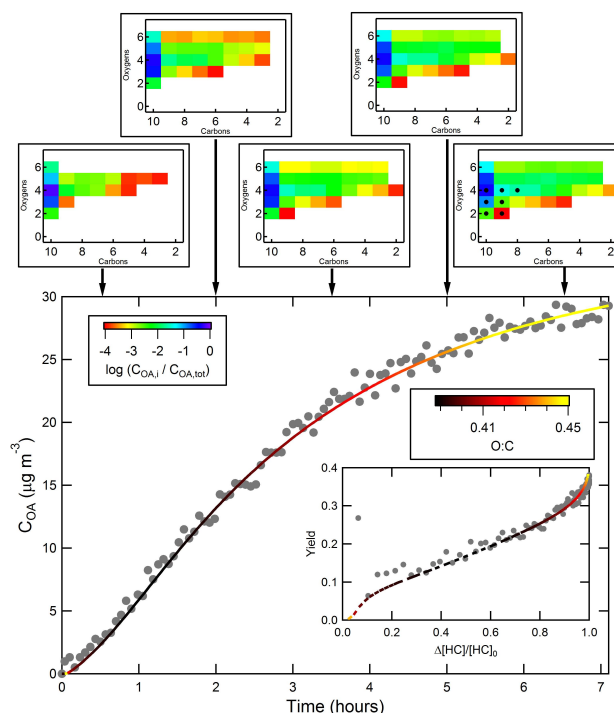 Oxygens
6
4
2
0
10 8 6 4 2
Carbons
Oxygens
6
4
2
0
10 8 6 4 2
Carbons
Oxygens
6
4
2
0
10 8 6 4 2
Carbons
Oxygens
6
4
2
0
10 8 6 4 2
Carbons
Oxygens
6
4
2
0
10 8 6 4 2
Carbons
30
25
20
15
10
5
0
C_OA (µg m⁻³)
-4 -3 -2 -1 0
log (C_OA,i / C_OA,tot)
0.41 0.45
O:C
0.4
0.3
0.2
0.1
0.0
Yield
0.0 0.2 0.4 0.6 0.8 1.0
Δ[HC]/[HC]₀
0 1 2 3 4 5 6 7
Time (hours)